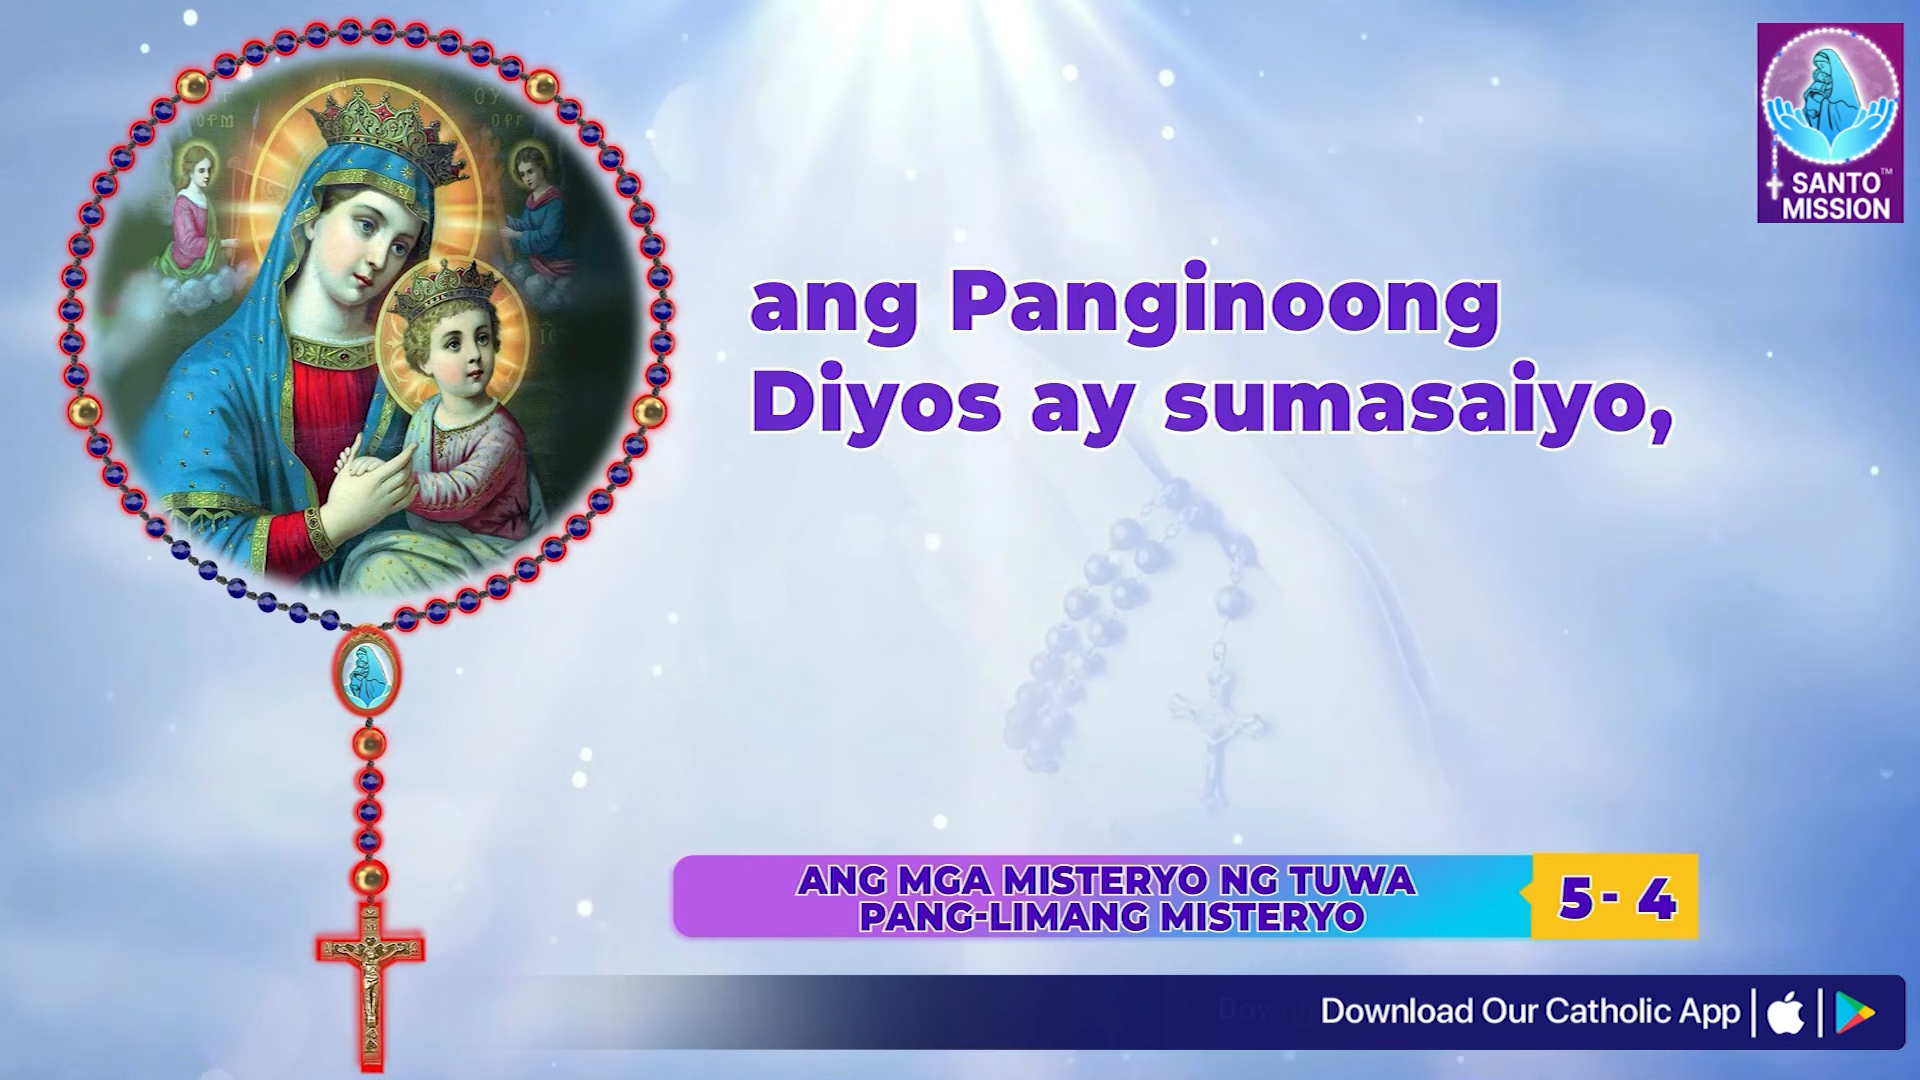 ang Panginoong
Diyos ay sumasaiyo,
SANTO™
MISSION
ANG MGA MISTERYO NG TUWA
PANG-LIMANG MISTERYO
5- 4
Download Our Catholic App